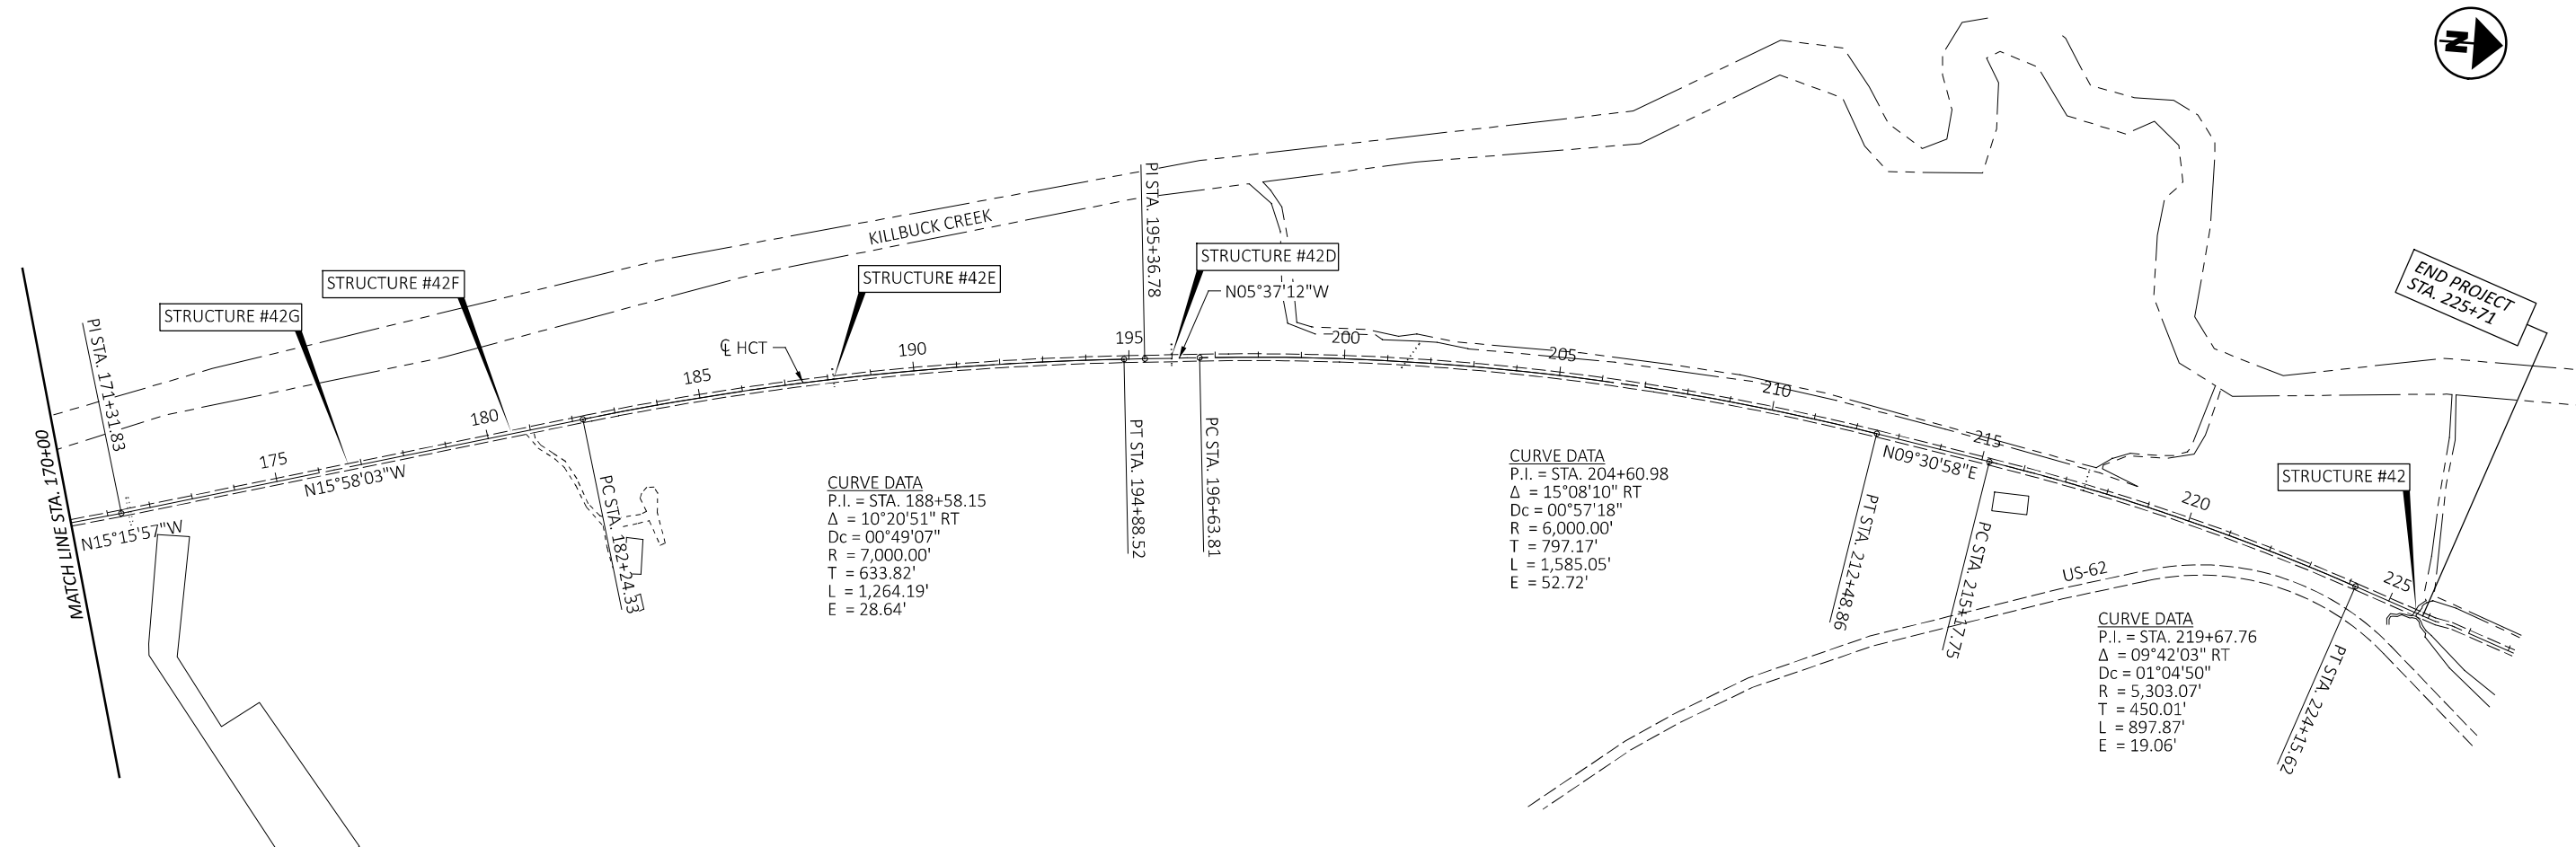 N
MATCH LINE STA. 170+00
PI STA. 171+31.83
N15°15'57"W
STRUCTURE #42G
175
N15°58'03"W
STRUCTURE #42F
180
PC STA. 182+24.33
185
KILLBUCK CREEK
℄ HCT
STRUCTURE #42E
190
CURVE DATA
P.I. = STA. 188+58.15
Δ = 10°20'51" RT
Dc = 00°49'07"
R = 7,000.00'
T = 633.82'
L = 1,264.19'
E = 28.64'
195
PT STA. 194+88.52
PI STA. 195+36.78
STRUCTURE #42D
N05°37'12"W
PC STA. 196+63.81
200
205
CURVE DATA
P.I. = STA. 204+60.98
Δ = 15°08'10" RT
Dc = 00°57'18"
R = 6,000.00'
T = 797.17'
L = 1,585.05'
E = 52.72'
210
PT STA. 212+48.86
N09°30'58"E
215
PC STA. 215+17.75
US-62
220
CURVE DATA
P.I. = STA. 219+67.76
Δ = 09°42'03" RT
Dc = 01°04'50"
R = 5,303.07'
T = 450.01'
L = 897.87'
E = 19.06'
PT STA. 224+15.62
STRUCTURE #42
225
END PROJECT
STA. 225+71